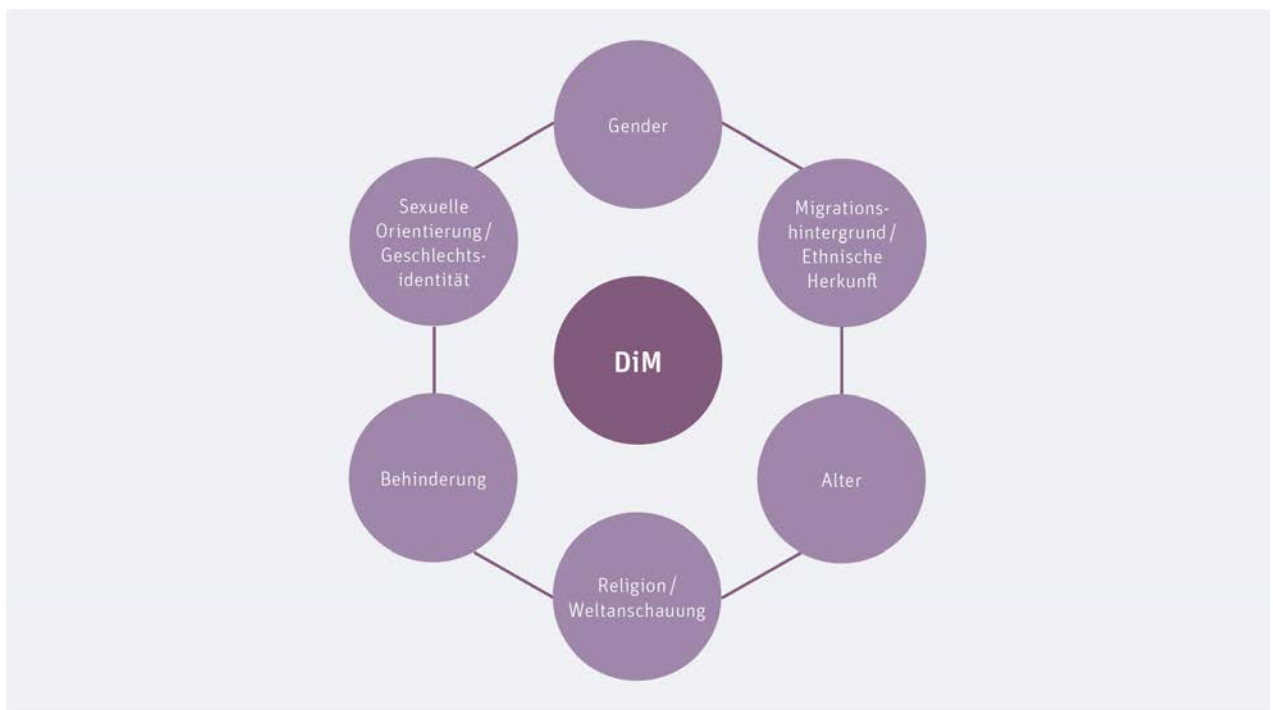 Gender
Sexuelle
Orientierung/
Geschlechts-
identität
Migrations-
hintergrund/
Ethnische
Herkunft
DiM
Behinderung
Alter
Religion/
Weltanschauung